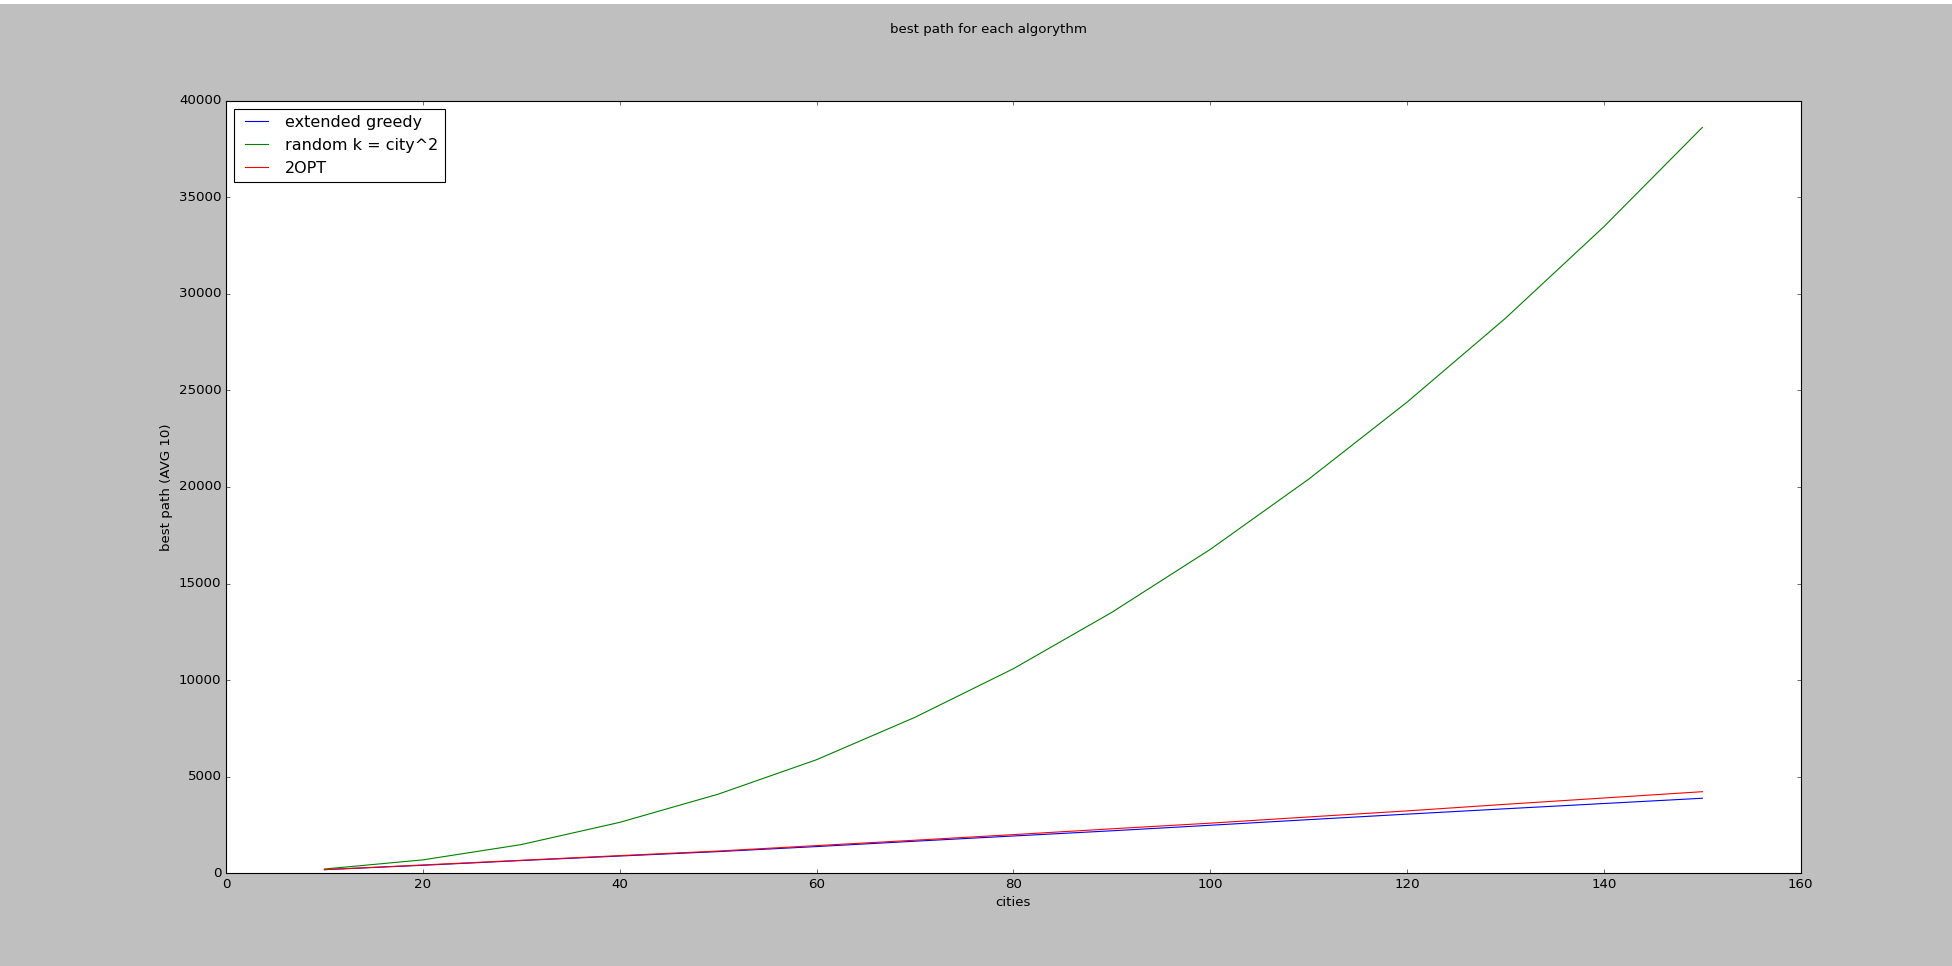 best path for each algorythm
40000
extended greedy
random k = city^2
2OPT
35000
30000
25000
20000
15000
10000
5000
0
best path (AVG 10)
0 20 40 60 80 100 120 140 160
cities